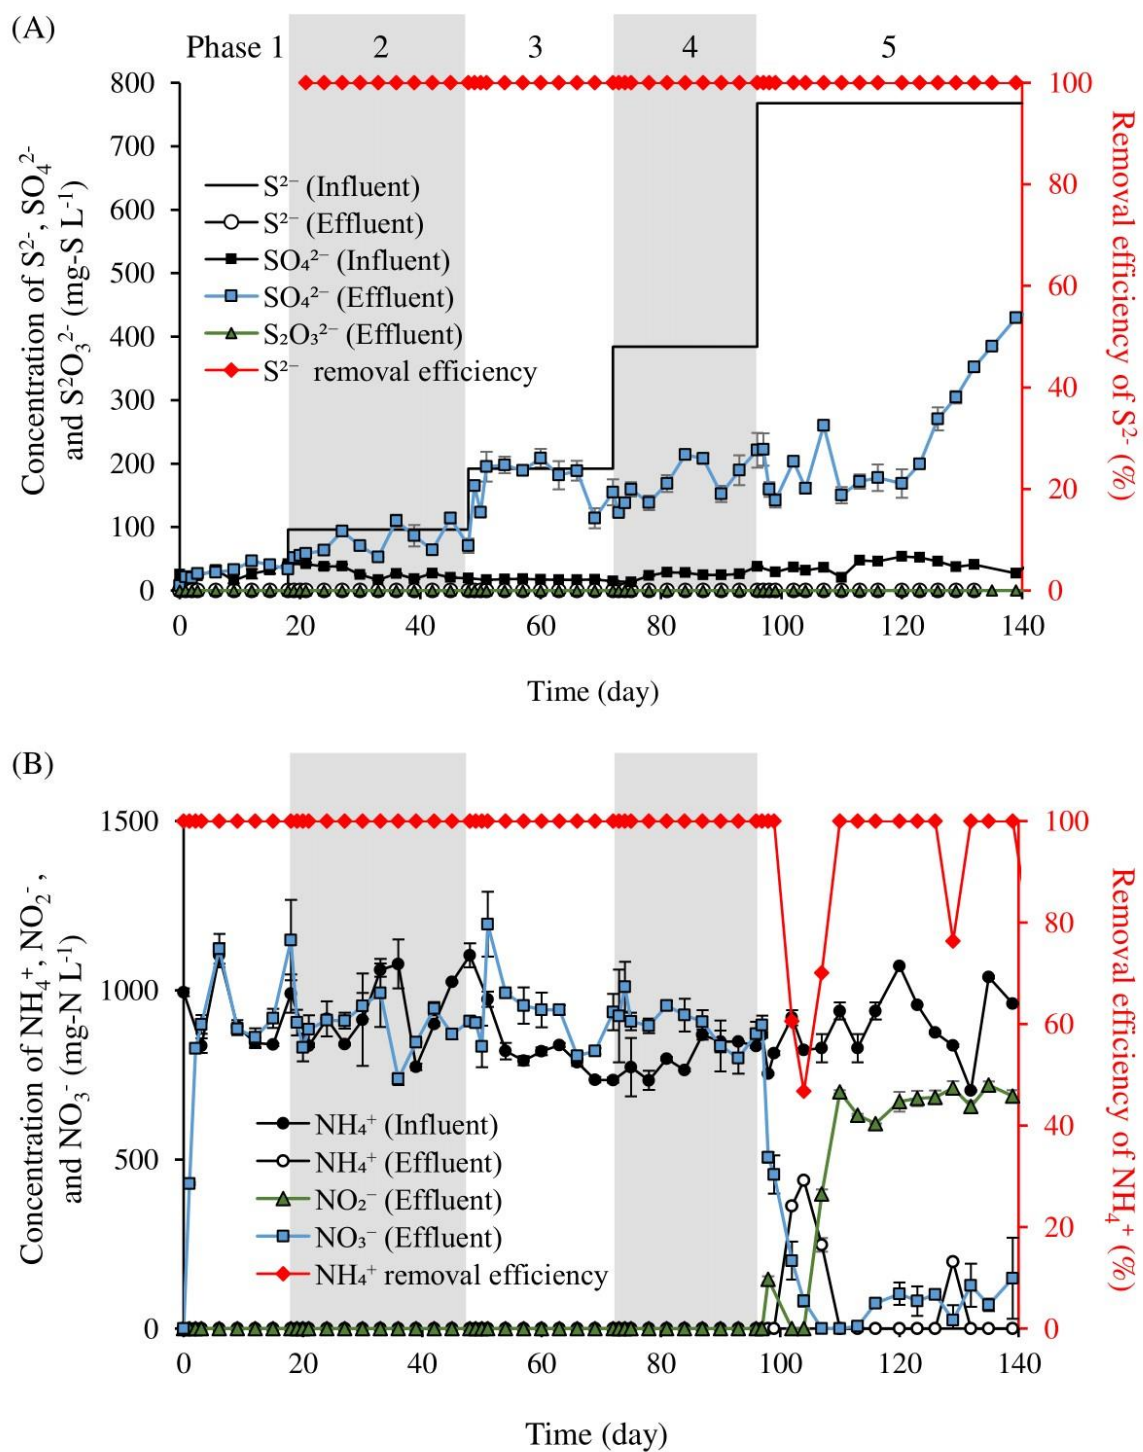 (A)
Phase 1 2 3 4 5
800 100
700
600 80
500
400 60
300 40
200 20
100
0 0
Concentration of S²⁻, SO₄²⁻
and S²O₃²⁻ (mg-S L⁻¹)
S²⁻ (Influent)
S²⁻ (Effluent)
SO₄²⁻ (Influent)
SO₄²⁻ (Effluent)
S₂O₃²⁻ (Effluent)
S²⁻ removal efficiency
Removal efficiency of S²⁻ (%)
0 20 40 60 80 100 120 140
Time (day)
(B)
1500 100
80
1000 60
500 40
20
0 0
Concentration of NH₄⁺, NO₂⁻,
and NO₃⁻ (mg-N L⁻¹)
NH₄⁺ (Influent)
NH₄⁺ (Effluent)
NO₂⁻ (Effluent)
NO₃⁻ (Effluent)
NH₄⁺ removal efficiency
Removal efficiency of NH₄⁺ (%)
0 20 40 60 80 100 120 140
Time (day)